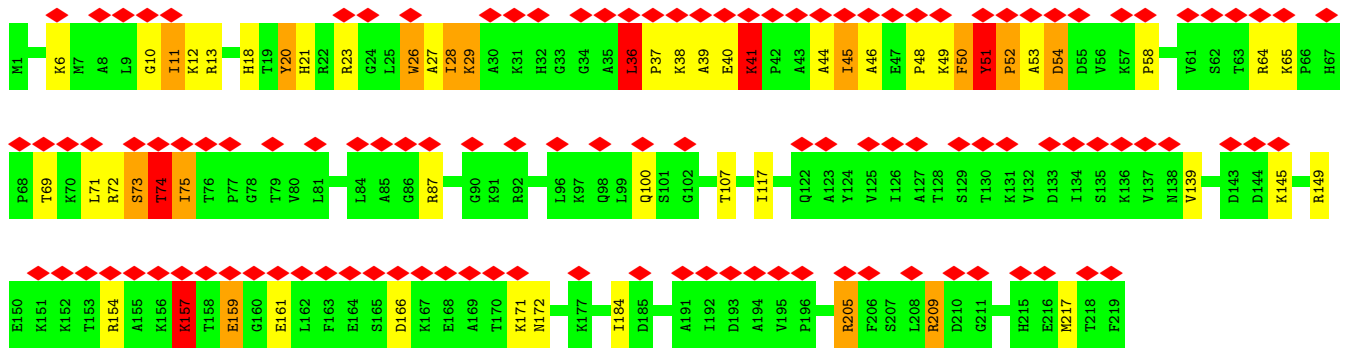 M1 K6 M7 A8 L9 G10 I11 K12 R13 H18 T19 Y20 H21 R22 R23 G24 L25 W26 A27 I28 K29 A30 K31 H32 G33 G34 A35 L36 P37 K38 A39 E40 K41 P42 A43 A44 I45 A46 E47 P48 K49 F50 Y51 P52 A53 D54 D55 V56 K57 P58 V61 S62 T63 R64 K65 P66 H67
P68 T69 K70 L71 R72 S73 T74 I75 T76 P77 G78 T79 V80 L81 L84 A85 G86 R87 G90 K91 R92 L96 K97 Q98 L99 Q100 S101 G102 T107 I117 Q122 A123 Y124 V125 I126 A127 T128 S129 T130 K131 V132 D133 I134 S135 K136 V137 N138 V139 D143 D144 K145 R149
E150 K151 K152 T153 R154 A155 K156 K157 T158 E159 G160 E161 L162 F163 E164 S165 D166 K167 E168 A169 T170 K171 N172 K177 I184 D185 A191 I192 D193 A194 V195 P196 R205 F206 S207 L208 R209 D210 G211 H215 E216 M217 T218 F219